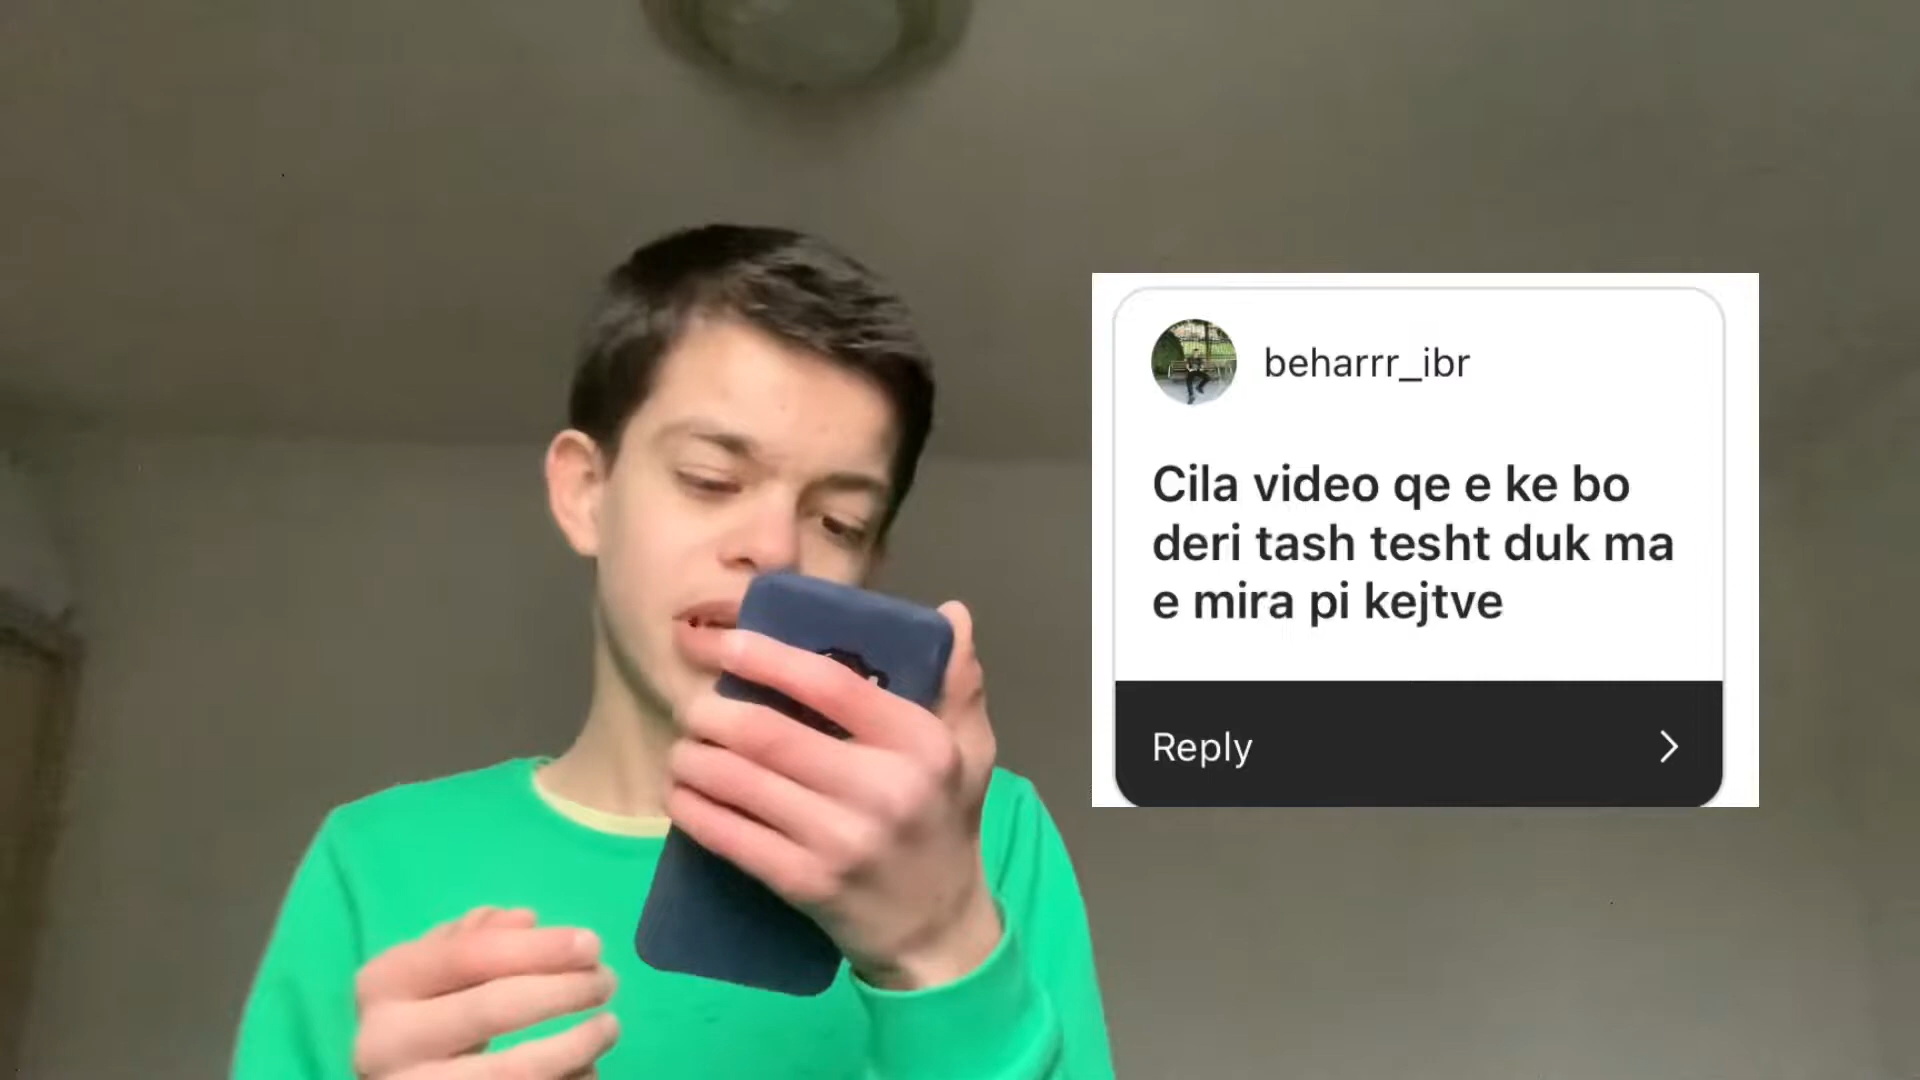 beharrr_ibr
Cila video qe e ke bo
deri tash tesht duk ma
e mira pi kejtve
Reply